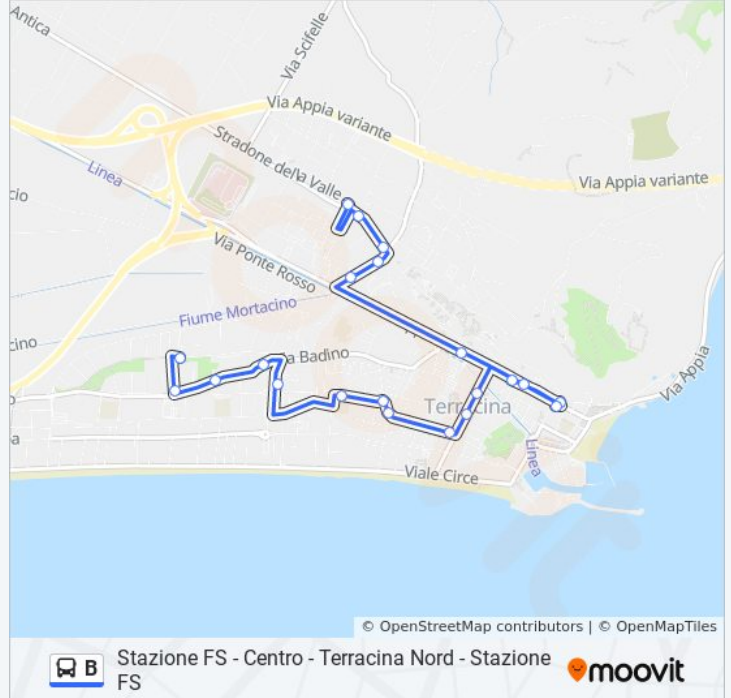 Antica
Via Scifelle
Via Appia variante
Stradone della Valle
Linea
Via Appia variante
cio
Via Ponte Rosso
Fiume Mortacino
cino
Via Appia
Terracina
a
Linea
Viale Circe
© OpenStreetMap contributors | © OpenMapTiles
B
Stazione FS - Centro - Terracina Nord - Stazione
FS
moovit